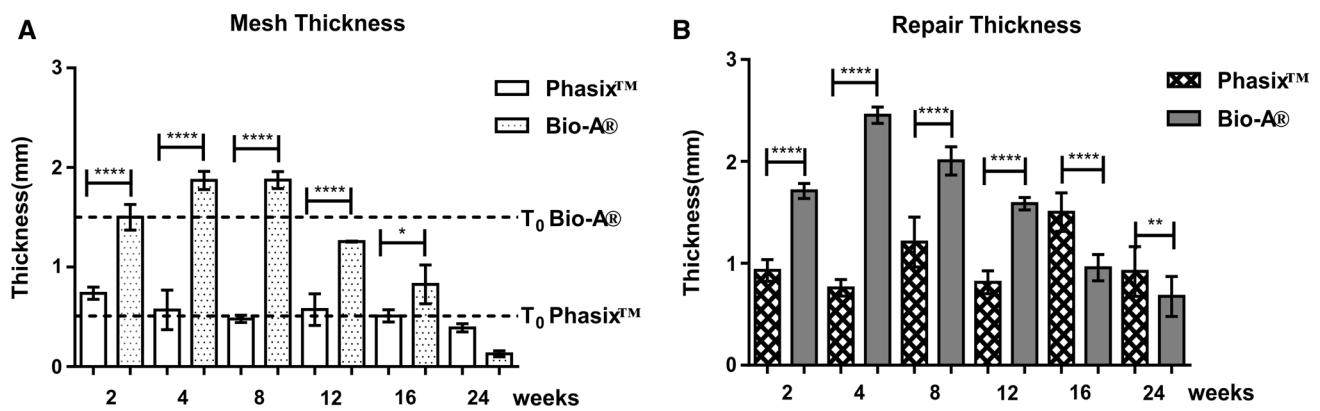 A
Mesh Thickness
3
2
1
0
Thickness(mm)
Phasix™
Bio-A®
**** **** **** **** *
T0 Bio-A®
T0 Phasix™
2 4 8 12 16 24 weeks
B
Repair Thickness
3
2
1
0
Thickness(mm)
Phasix™
Bio-A®
**** **** **** **** **** **
2 4 8 12 16 24 weeks